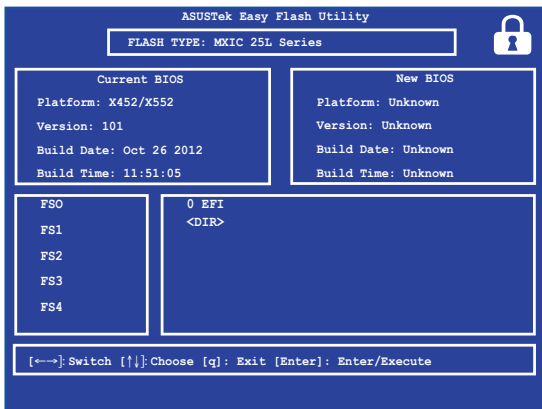 ASUSTek Easy Flash Utility
FLASH TYPE: MXIC 25L Series
Current BIOS
Platform: X452/X552
Version: 101
Build Date: Oct 26 2012
Build Time: 11:51:05
New BIOS
Platform: Unknown
Version: Unknown
Build Date: Unknown
Build Time: Unknown
FSO
FS1
FS2
FS3
FS4
0 EFI
<DIR>
[←→]: Switch [↑↓]: Choose [q]: Exit [Enter]: Enter/Execute